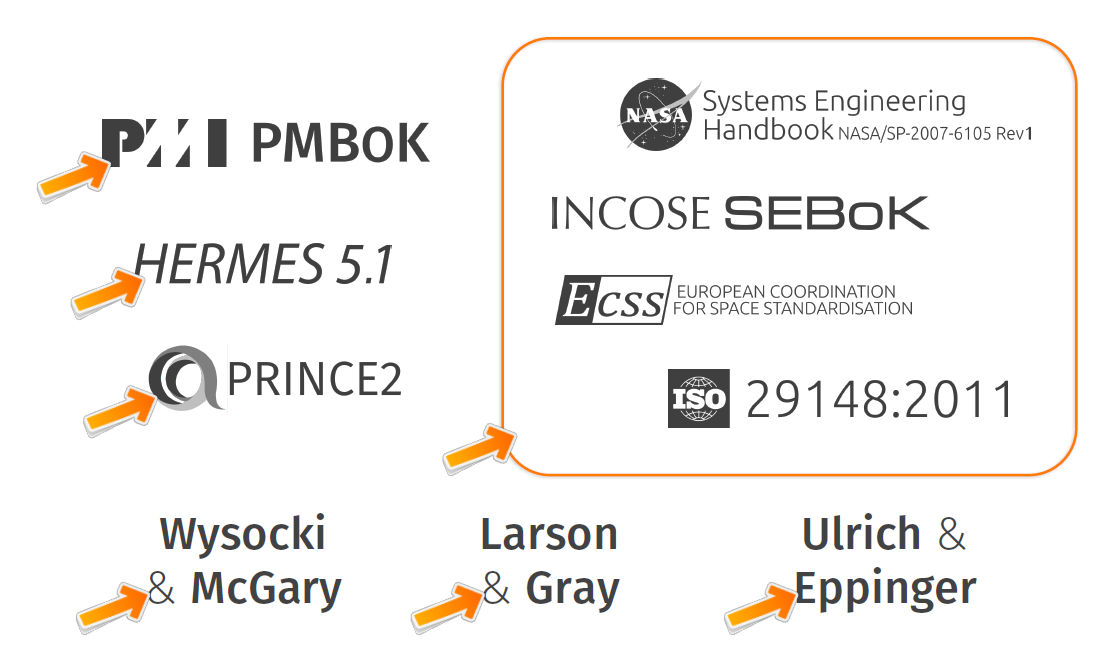 PMI PMBoK
HERMES 5.1
PRINCE2
NASA
Systems Engineering
Handbook NASA/SP-2007-6105 Rev1
INCOSE SEBoK
ECSS EUROPEAN COORDINATION
FOR SPACE STANDARDISATION
ISO 29148:2011
Wysocki
& McGary
Larson
& Gray
Ulrich &
Eppinger